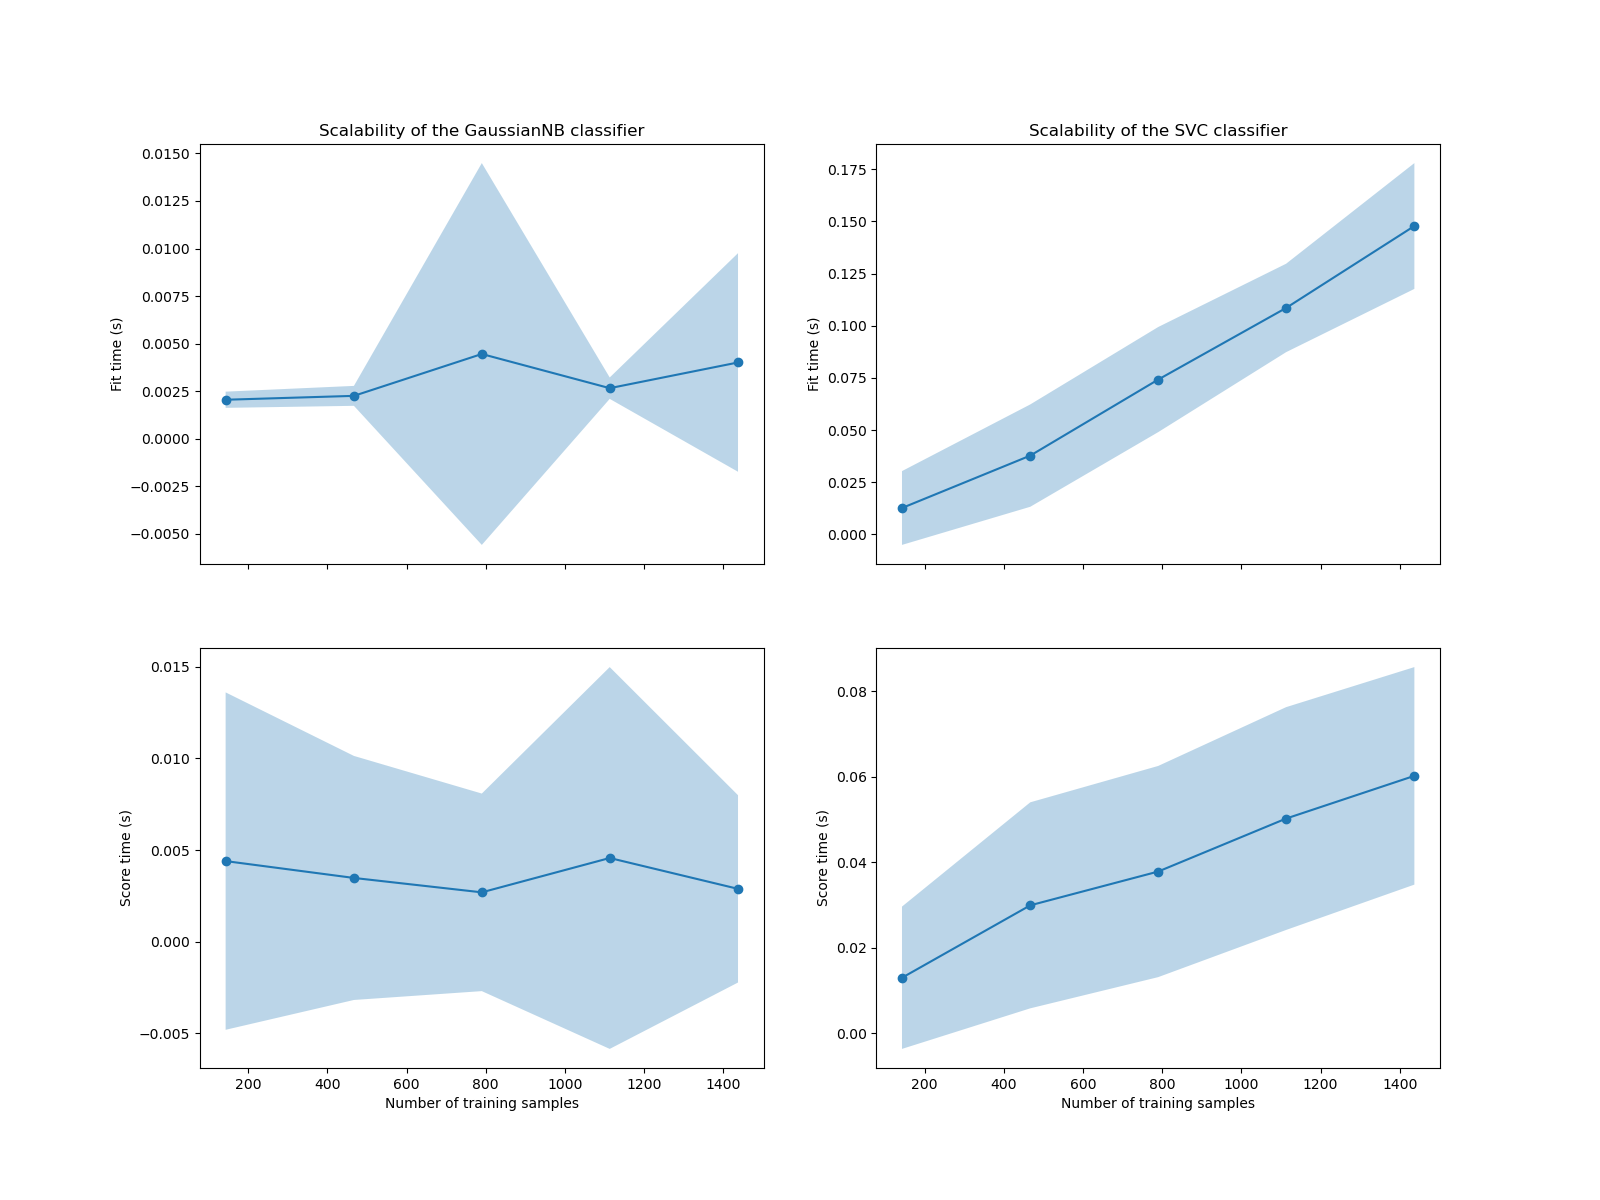 Scalability of the GaussianNB classifier
0.0150
0.0125
0.0100
0.0075
0.0050
0.0025
0.0000
−0.0025
−0.0050
Fit time (s)
Scalability of the SVC classifier
0.175
0.150
0.125
0.100
0.075
0.050
0.025
0.000
Fit time (s)
0.015
0.010
0.005
0.000
−0.005
Score time (s)
200 400 600 800 1000 1200 1400
Number of training samples
0.08
0.06
0.04
0.02
0.00
Score time (s)
200 400 600 800 1000 1200 1400
Number of training samples